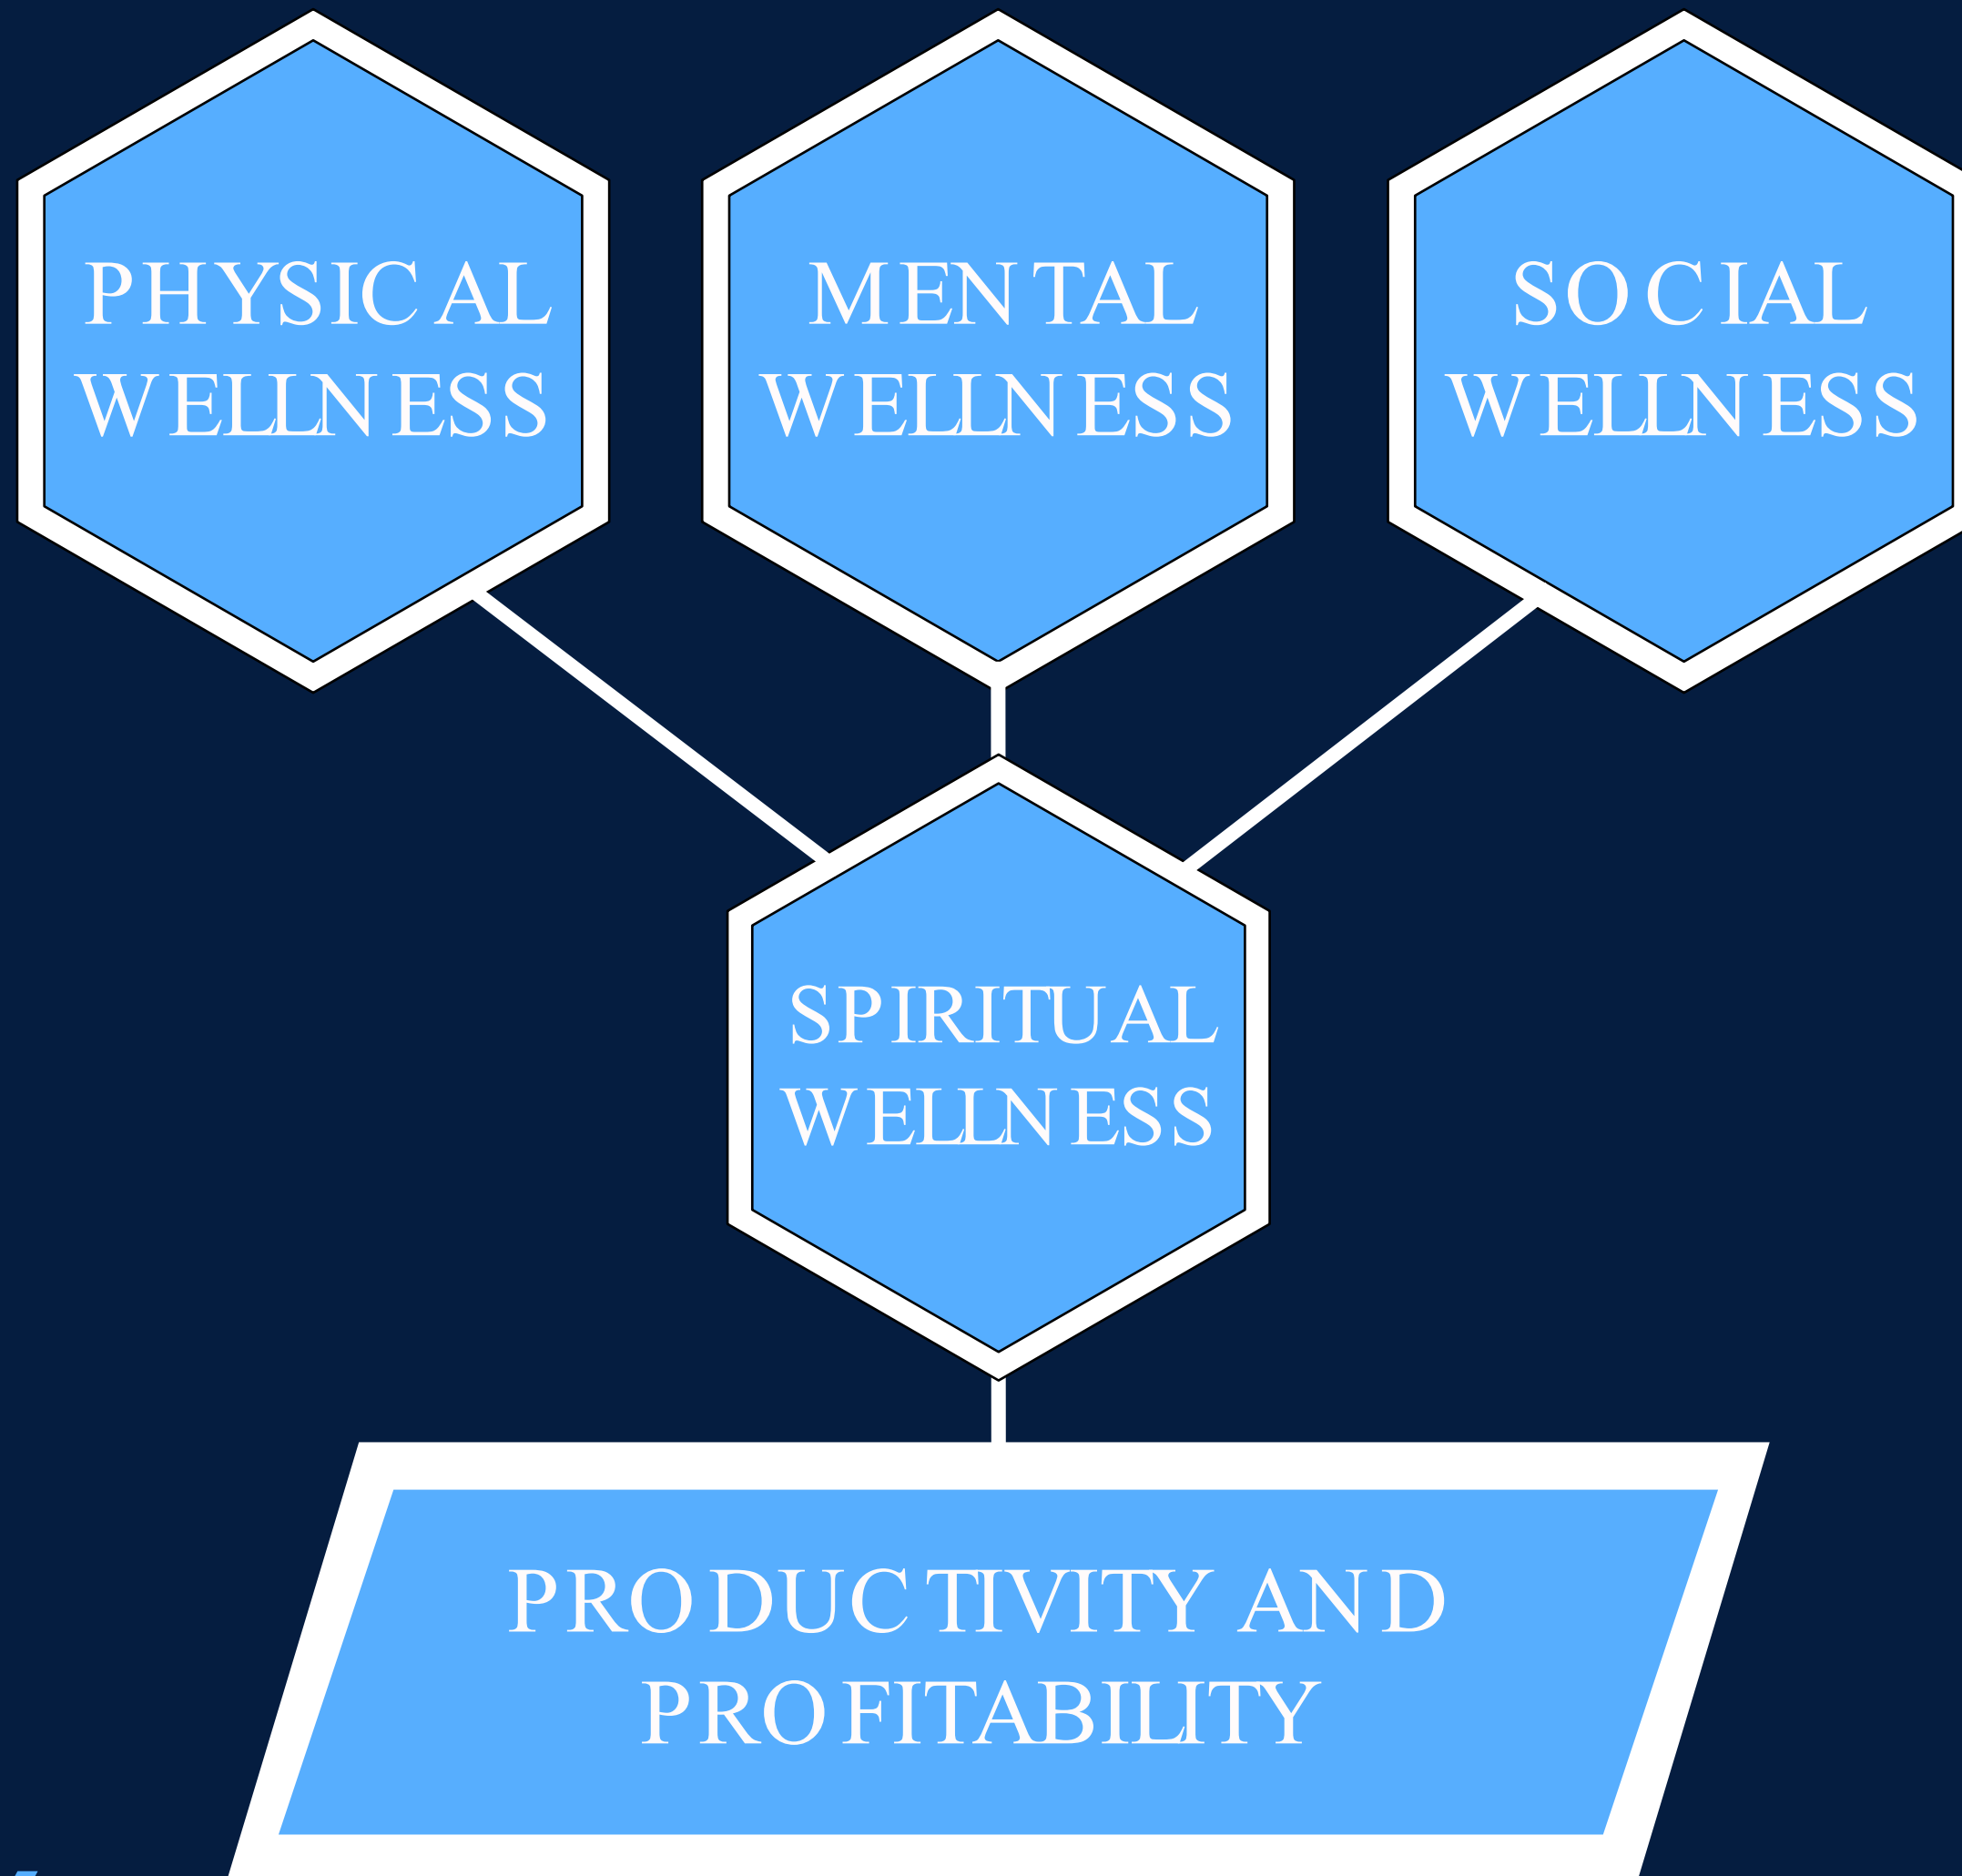 PHYSICAL
WELLNESS
MENTAL
WELLNESS
SOCIAL
WELLNESS
SPIRITUAL
WELLNESS
PRODUCTIVITY AND
PROFITABILITY